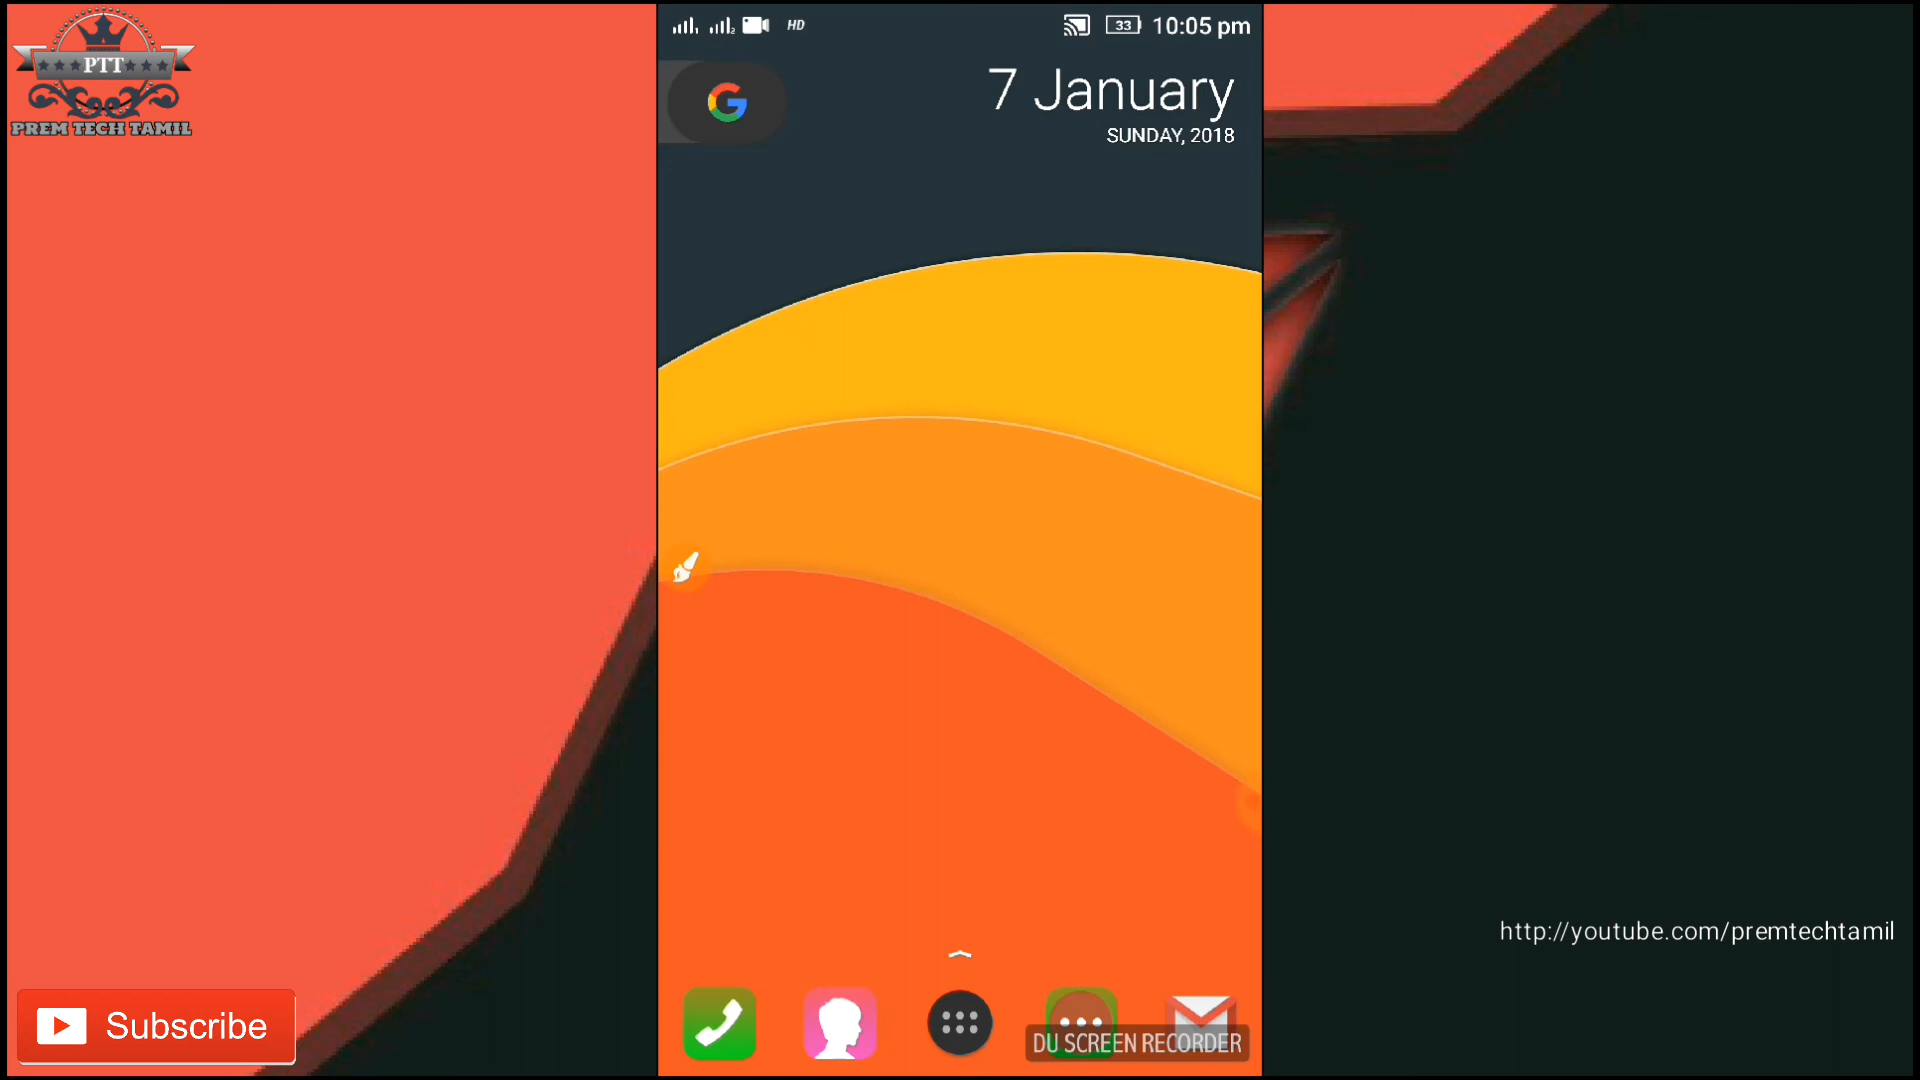 PTT
PREM TECH TAMIL
HD
33
10:05 pm
7 January
SUNDAY, 2018
http://youtube.com/premtechtamil
Subscribe
DU SCREEN RECORDER